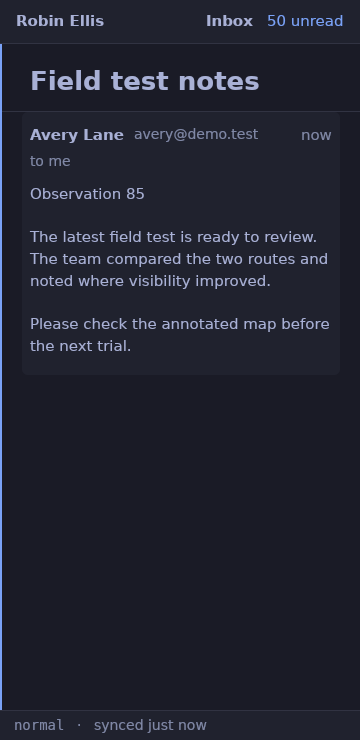 Robin Ellis Inbox 50 unread
Field test notes
Avery Lane avery@demo.test now
to me
Observation 85
The latest field test is ready to review.
The team compared the two routes and
noted where visibility improved.
Please check the annotated map before
the next trial.
normal · synced just now